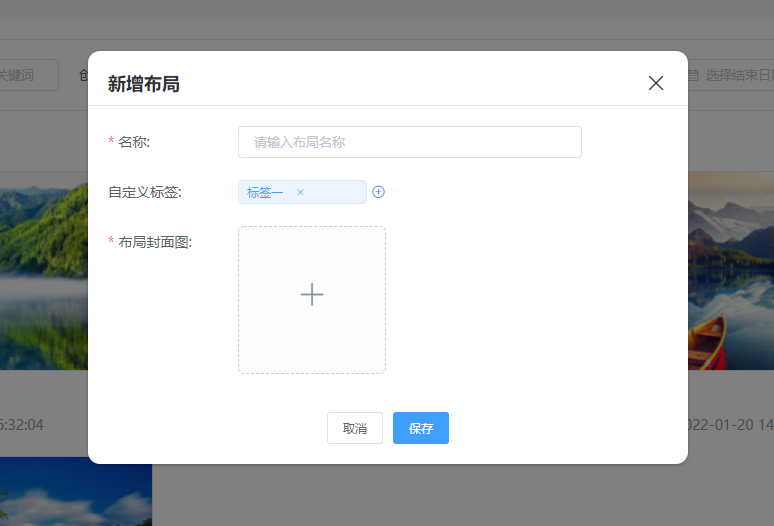 关键词
选择结束日期
新增布局
* 名称:
请输入布局名称
自定义标签:
标签一 ×
* 布局封面图:
6:32:04
2022-01-20 14
取消
保存